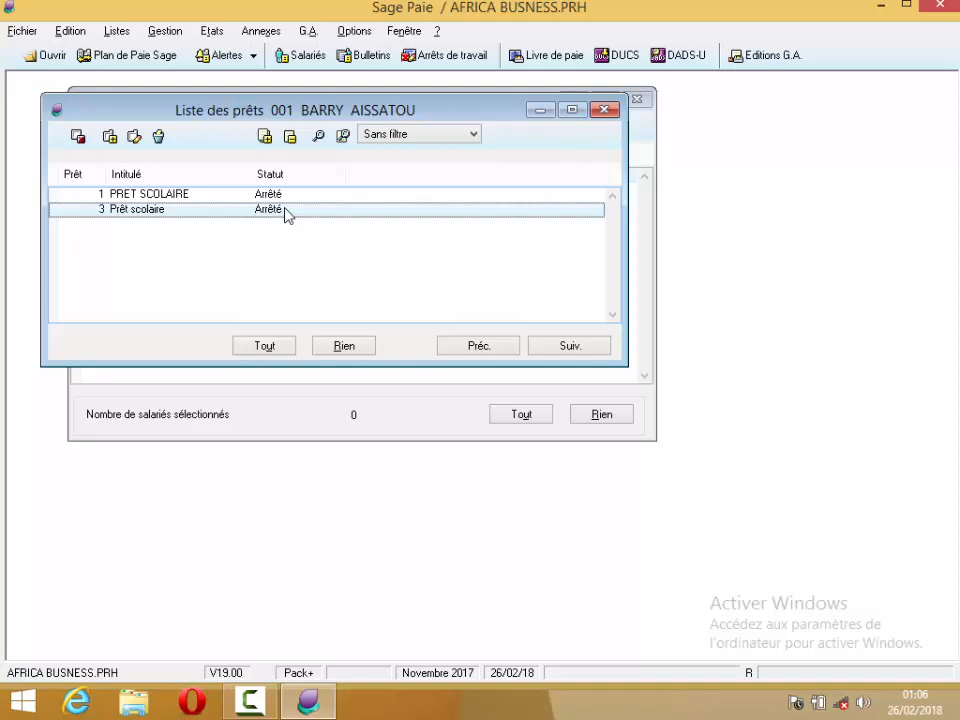 Sage Paie / AFRICA BUSNESS.PRH
Fichier Edition Listes Gestion Etats Annexes G.A. Options Fenêtre ?
Ouvrir Plan de Paie Sage Alertes Salariés Bulletins Arrêts de travail Livre de paie DUCS DADS-U Editions G.A.
Liste des prêts 001 BARRY AISSATOU
Sans filtre
Prêt Intitulé Statut
1 PRET SCOLAIRE Arrêté
3 Prêt scolaire Arrêté
Tout Rien Préc. Suiv.
Nombre de salariés sélectionnés 0 Tout Rien
Activer Windows
Accédez aux paramètres de
l'ordinateur pour activer Windows.
AFRICA BUSNESS.PRH V19.00 Pack+ Novembre 2017 26/02/18 R
01:06
26/02/2018